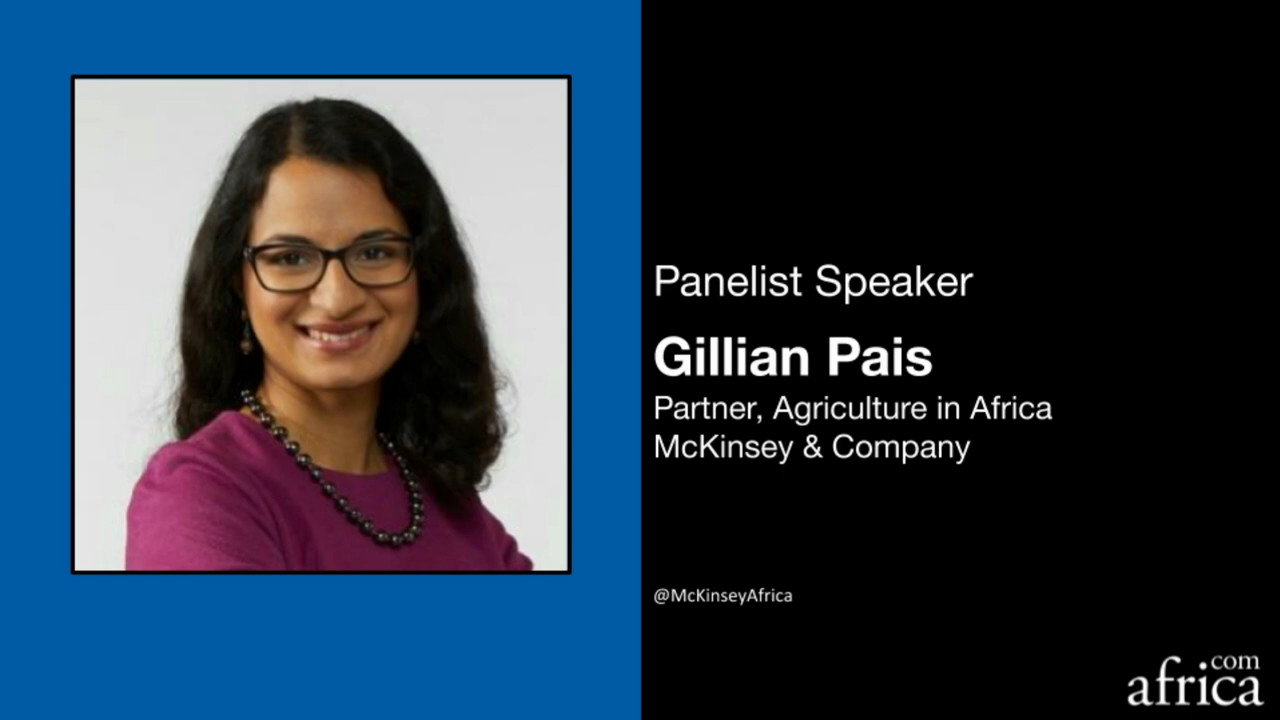 Panelist Speaker
Gillian Pais
Partner, Agriculture in Africa
McKinsey & Company
@McKinseyAfrica
com
africa